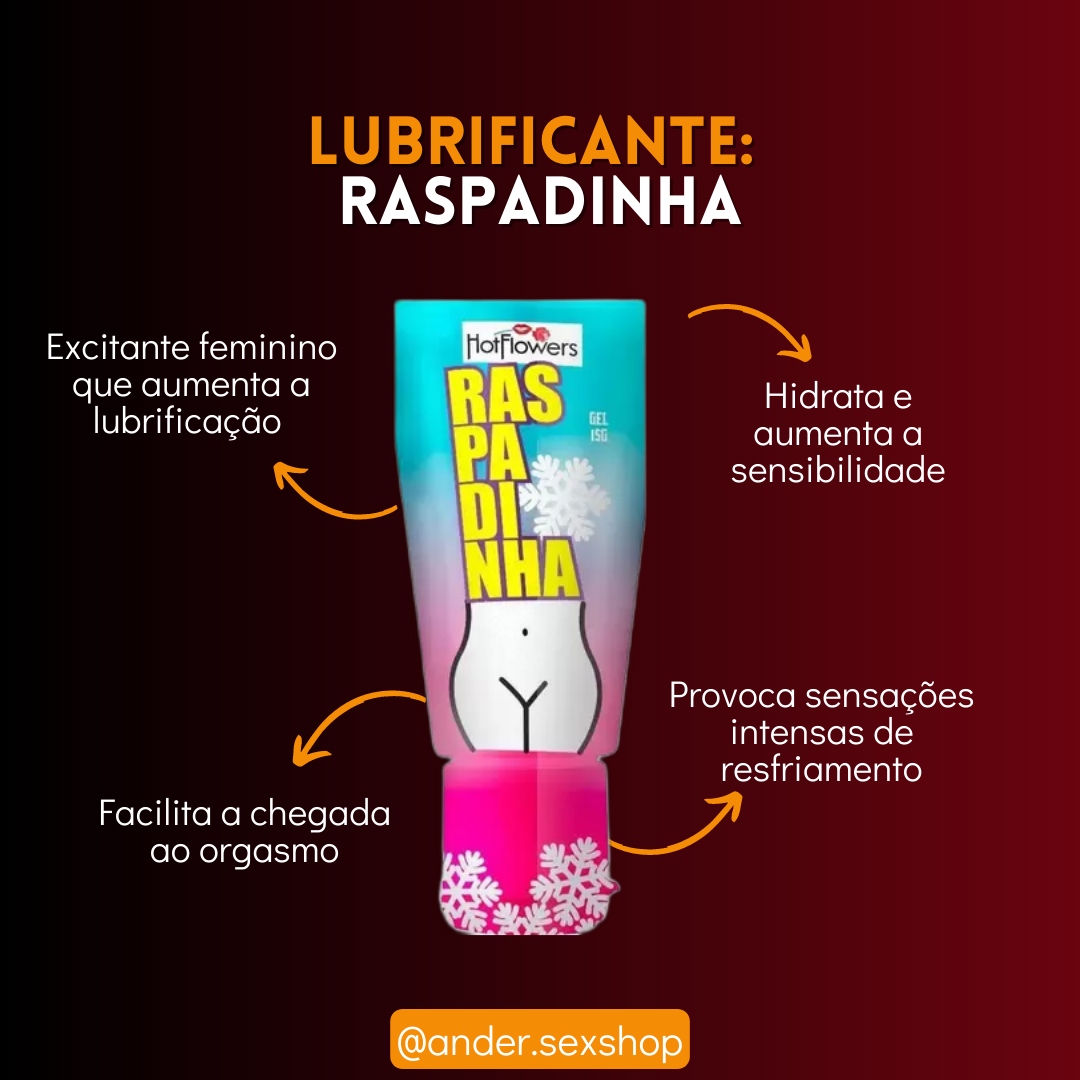 LUBRIFICANTE:
RASPADINHA
Excitante feminino
que aumenta a
lubrificação
Hidrata e
aumenta a
sensibilidade
HotFlowers
RAS
PA
DI
NHA
GEL
15G
Facilita a chegada
ao orgasmo
Provoca sensações
intensas de
resfriamento
@ander.sexshop